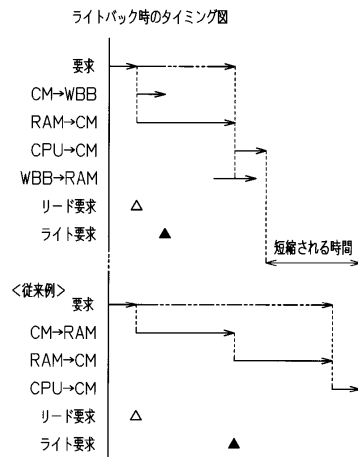 ライトバック時のタイミング図
要求
CM→WBB
RAM→CM
CPU→CM
WBB→RAM
リード要求
ライト要求
短縮される時間
<従来例>
要求
CM→RAM
RAM→CM
CPU→CM
リード要求
ライト要求